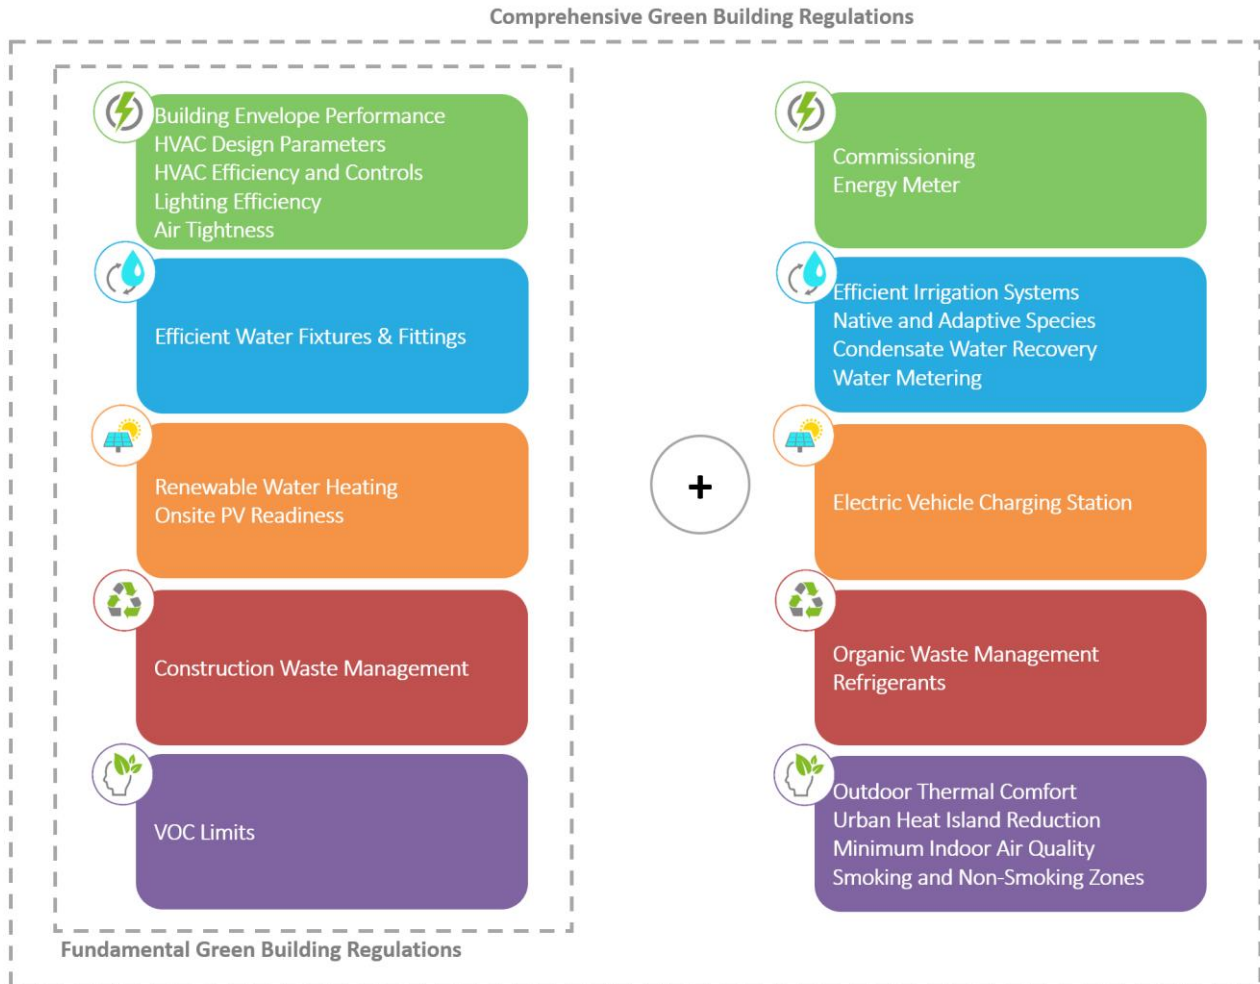 Comprehensive Green Building Regulations
Building Envelope Performance
HVAC Design Parameters
HVAC Efficiency and Controls
Lighting Efficiency
Air Tightness
Efficient Water Fixtures & Fittings
Renewable Water Heating
Onsite PV Readiness
Construction Waste Management
VOC Limits
Fundamental Green Building Regulations
+
Commissioning
Energy Meter
Efficient Irrigation Systems
Native and Adaptive Species
Condensate Water Recovery
Water Metering
Electric Vehicle Charging Station
Organic Waste Management
Refrigerants
Outdoor Thermal Comfort
Urban Heat Island Reduction
Minimum Indoor Air Quality
Smoking and Non-Smoking Zones